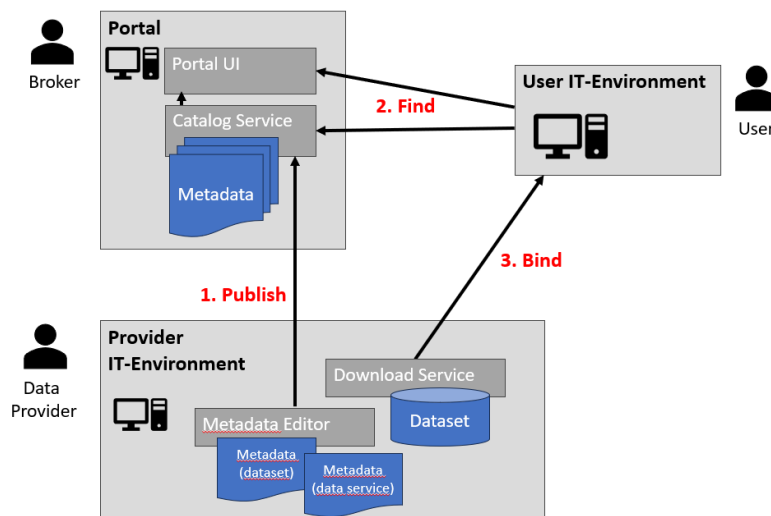 Portal
Broker
Portal UI
Catalog Service
Metadata
User IT-Environment
User
2. Find
1. Publish
3. Bind
Provider
IT-Environment
Data
Provider
Download Service
Dataset
Metadata Editor
Metadata
(dataset)
Metadata
(data service)